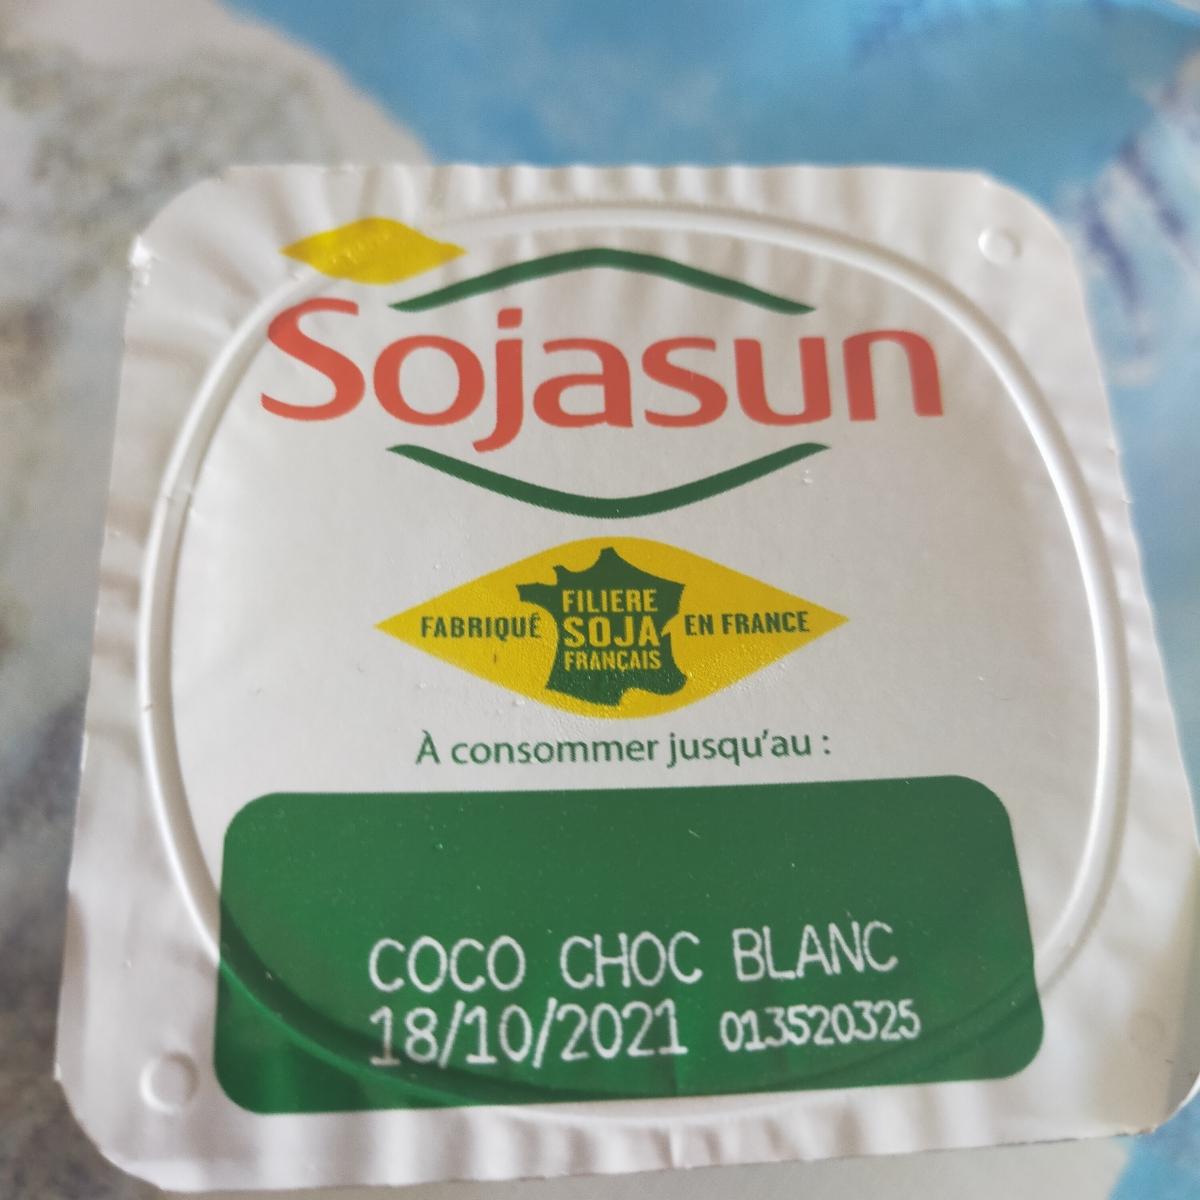 Sojasun
FABRIQUÉ
FILIERE
SOJA
FRANÇAIS
EN FRANCE
À consommer jusqu'au :
COCO CHOC BLANC
18/10/2021 013520325